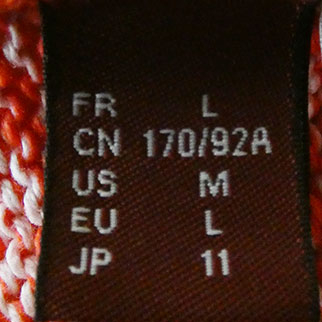 FR L
CN 170/92A
US M
EU L
JP 11